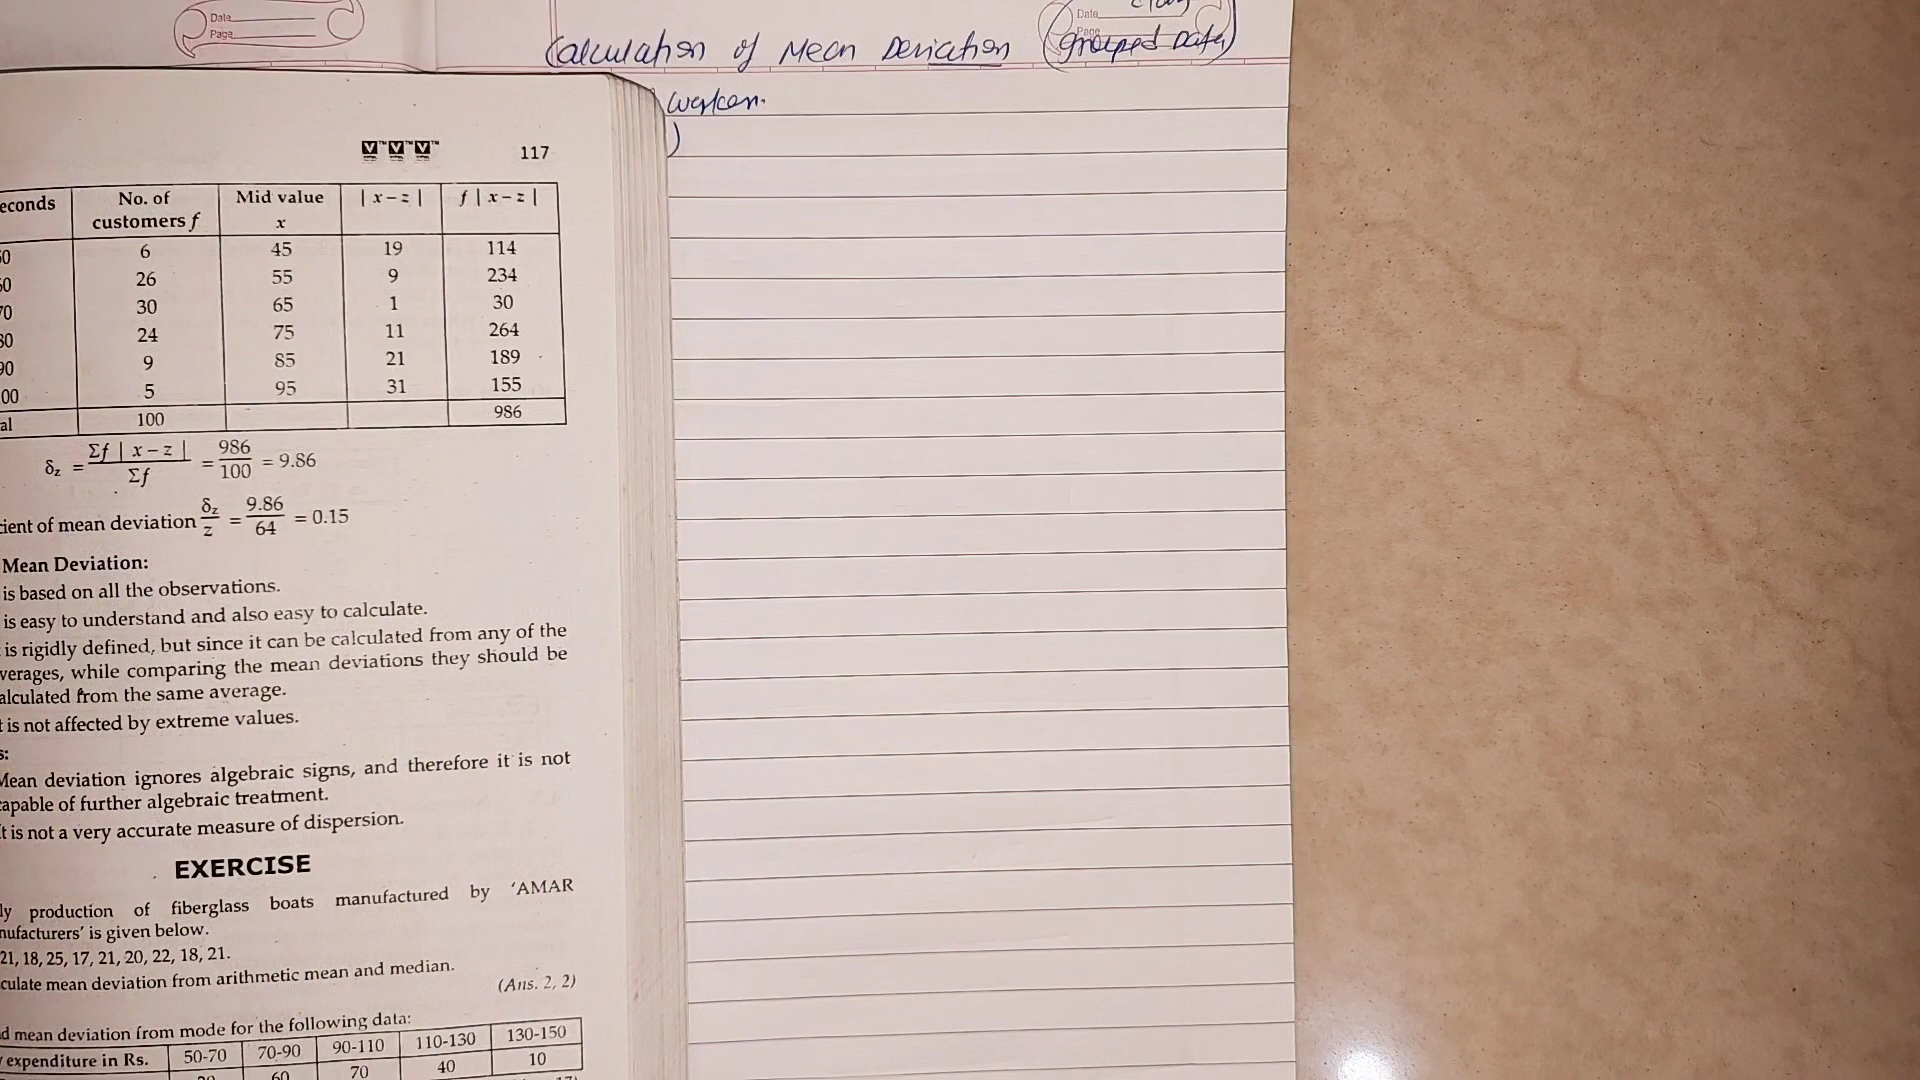 Date
Page
Date
Page
Calculation of Mean Deviation (grouped Data)
117
econds No. of customers f Mid value x | x – z | f | x – z |
50 6 45 19 114
60 26 55 9 234
70 30 65 1 30
80 24 75 11 264
90 9 85 21 189
00 5 95 31 155
al 100 986
δz = Σf | x – z | / Σf = 986 / 100 = 9.86
cient of mean deviation δz / z = 9.86 / 64 = 0.15
Mean Deviation:
is based on all the observations.
is easy to understand and also easy to calculate.
is rigidly defined, but since it can be calculated from any of the
verages, while comparing the mean deviations they should be
alculated from the same average.
t is not affected by extreme values.
s:
Mean deviation ignores algebraic signs, and therefore it is not
capable of further algebraic treatment.
It is not a very accurate measure of dispersion.
EXERCISE
ly production of fiberglass boats manufactured by 'AMAR
nufacturers' is given below.
21, 18, 25, 17, 21, 20, 22, 18, 21.
culate mean deviation from arithmetic mean and median.
(Ans. 2, 2)
d mean deviation from mode for the following data:
y expenditure in Rs. 50-70 70-90 90-110 110-130 130-150
60 70 40 10